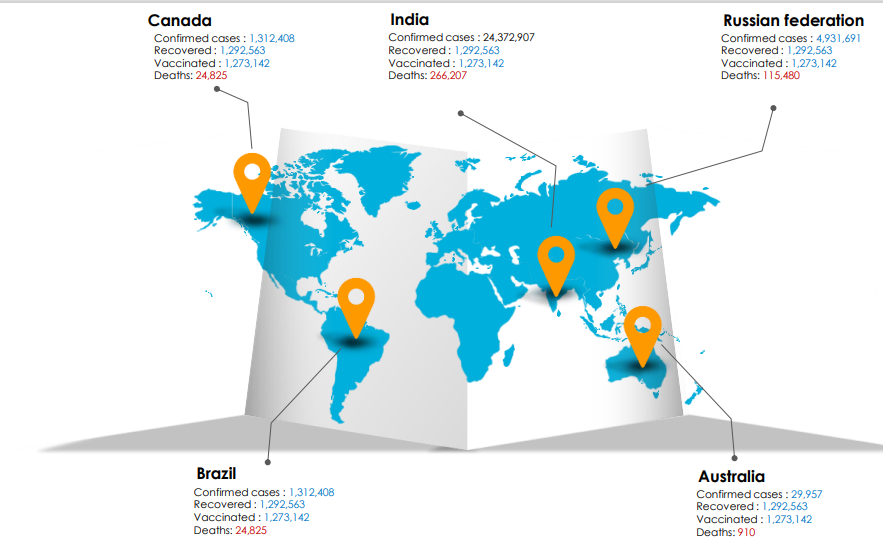 Canada
Confirmed cases : 1,312,408
Recovered : 1,292,563
Vaccinated : 1,273,142
Deaths: 24,825
India
Confirmed cases : 24,372,907
Recovered : 1,292,563
Vaccinated : 1,273,142
Deaths: 266,207
Russian federation
Confirmed cases : 4,931,691
Recovered : 1,292,563
Vaccinated : 1,273,142
Deaths: 115,480
Brazil
Confirmed cases : 1,312,408
Recovered : 1,292,563
Vaccinated : 1,273,142
Deaths: 24,825
Australia
Confirmed cases : 29,957
Recovered : 1,292,563
Vaccinated : 1,273,142
Deaths: 910